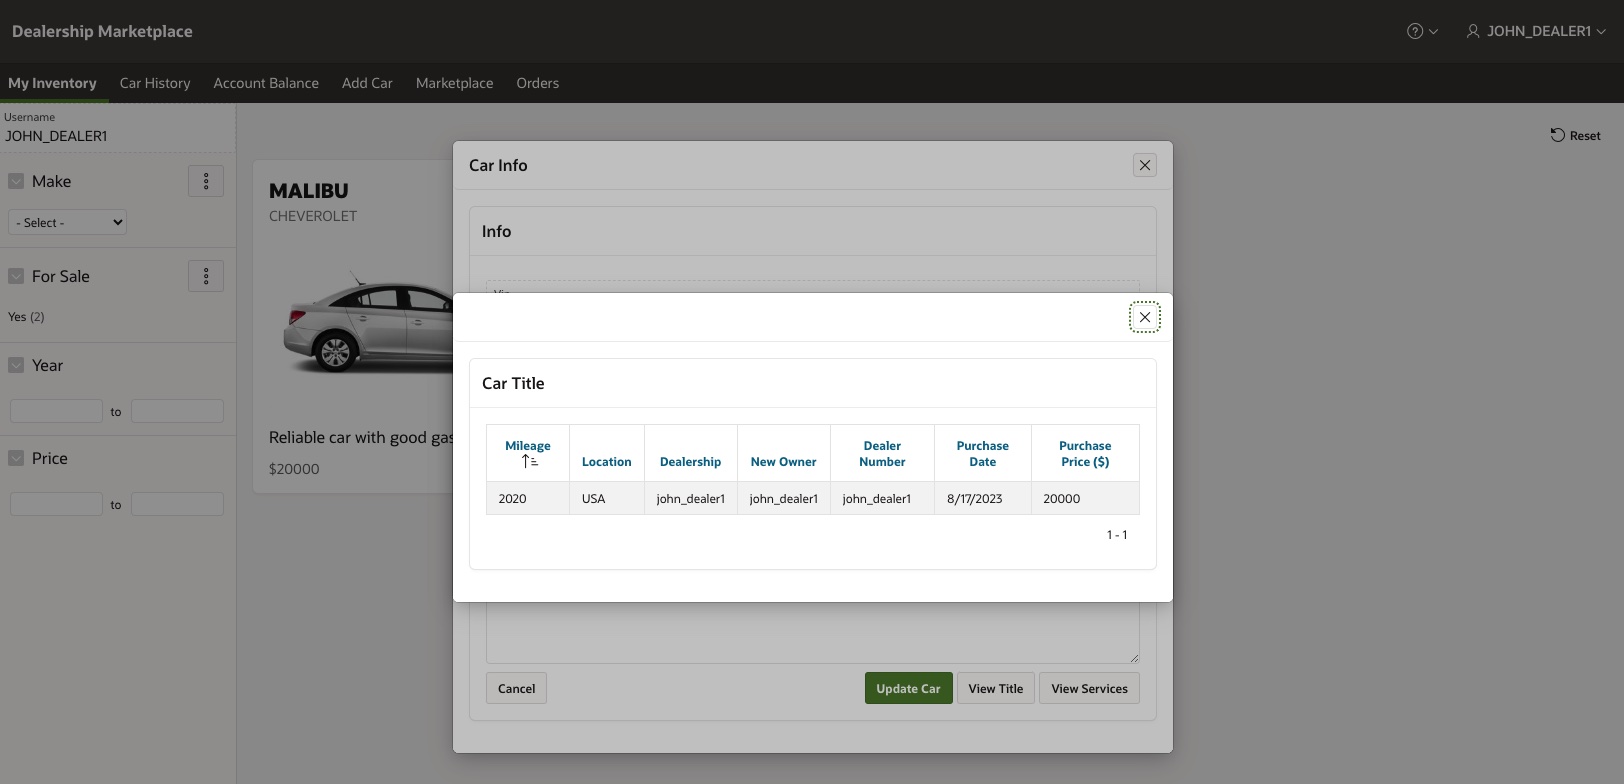 Dealership Marketplace
JOHN_DEALER1
My Inventory
Car History
Account Balance
Add Car
Marketplace
Orders
Username
JOHN_DEALER1
Make
- Select -
For Sale
Yes (2)
Year
to
Price
to
Reset
MALIBU
CHEVEROLET
Reliable car with good gas
$20000
Car Info
Info
Car Title
Mileage
Location
Dealership
New Owner
Dealer
Number
Purchase
Date
Purchase
Price ($)
2020
USA
john_dealer1
john_dealer1
john_dealer1
8/17/2023
20000
1 - 1
Cancel
Update Car
View Title
View Services